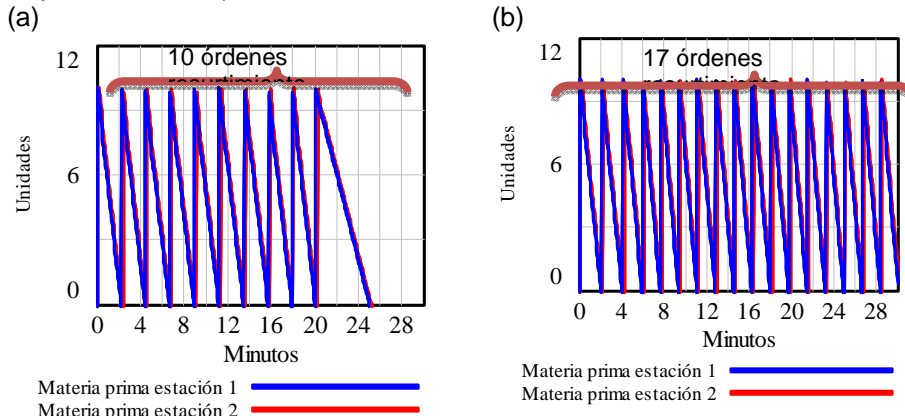 (a)
10 órdenes
resurtimiento
12
6
0
Unidades
0 4 8 12 16 20 24 28
Minutos
Materia prima estación 1
Materia prima estación 2
(b)
17 órdenes
resurtimiento
12
6
0
Unidades
0 4 8 12 16 20 24 28
Minutos
Materia prima estación 1
Materia prima estación 2